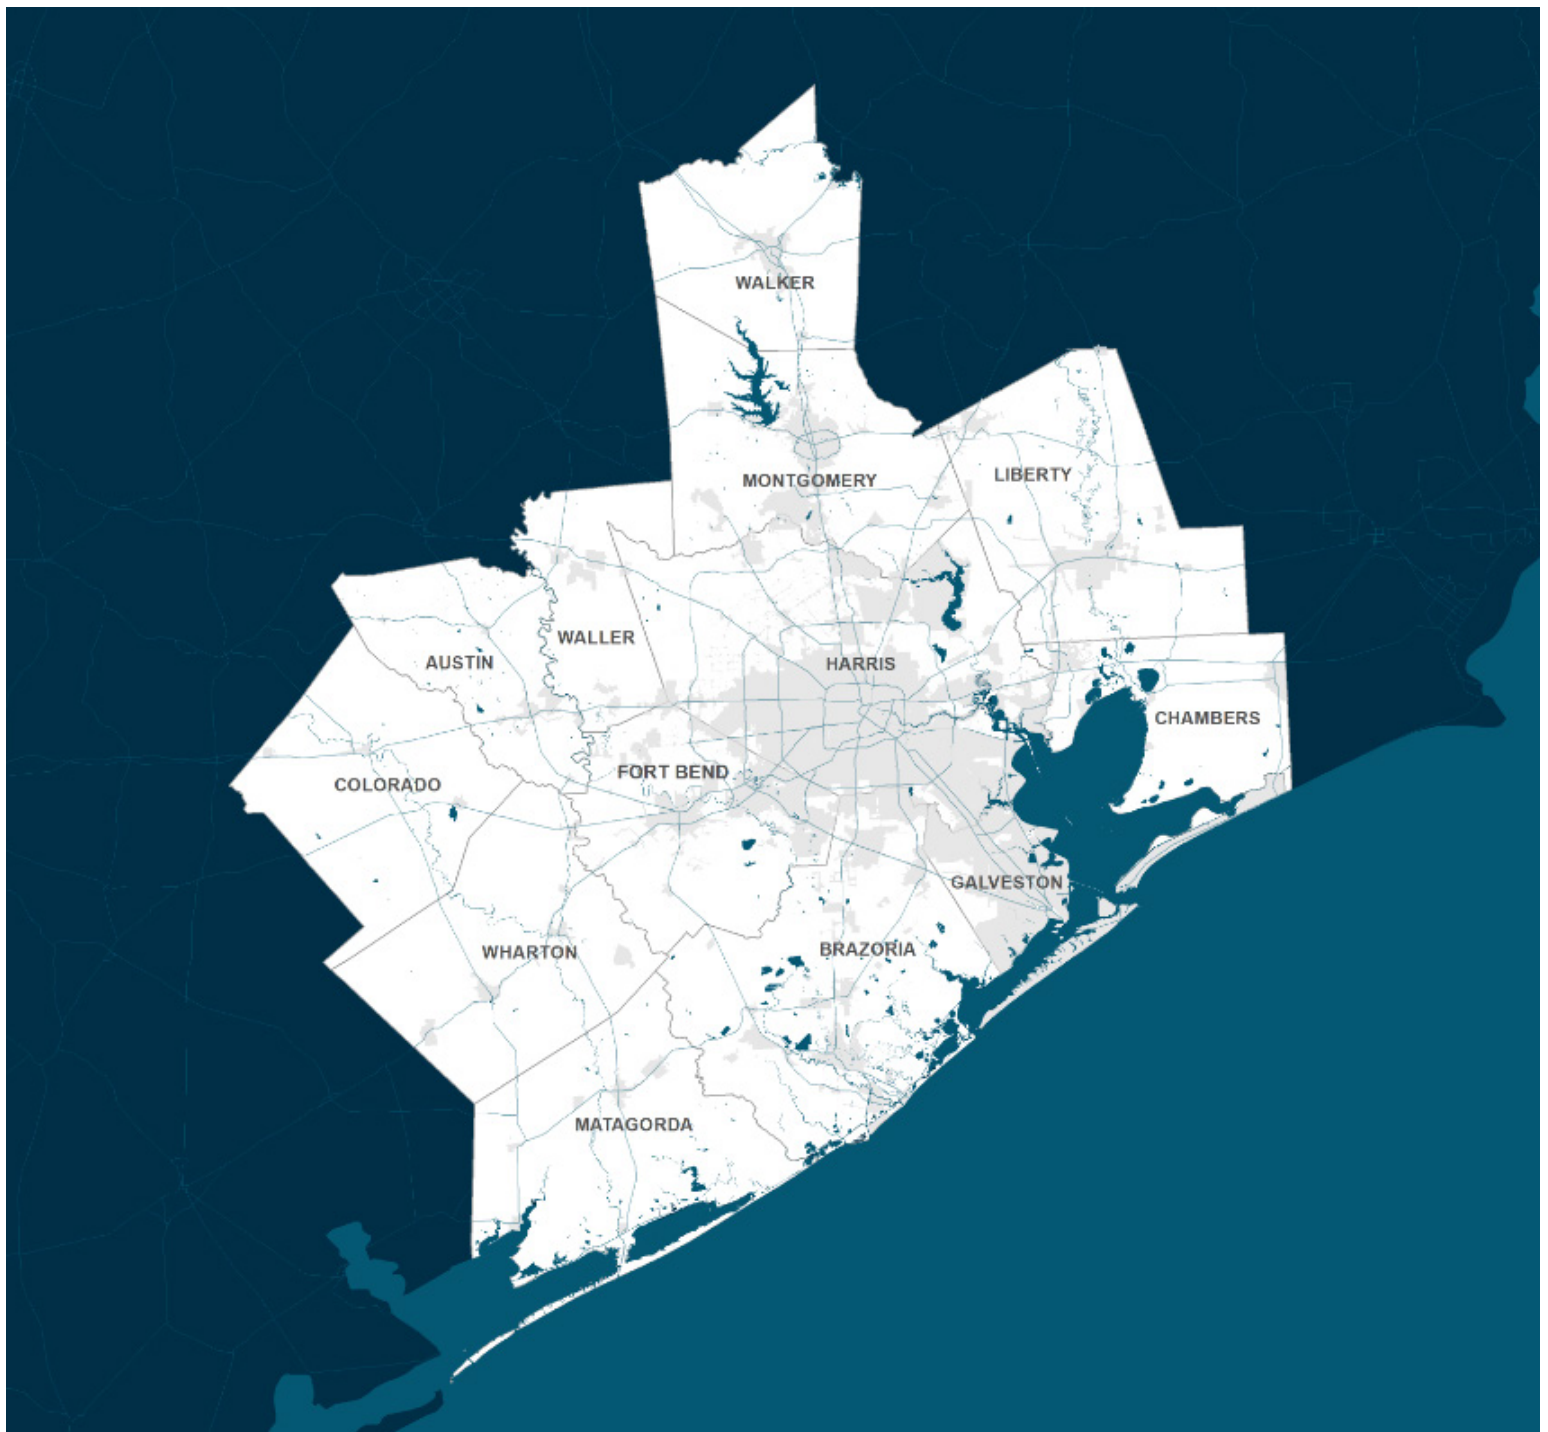 WALKER
MONTGOMERY
LIBERTY
WALLER
AUSTIN
HARRIS
CHAMBERS
FORT BEND
COLORADO
GALVESTON
WHARTON
BRAZORIA
MATAGORDA